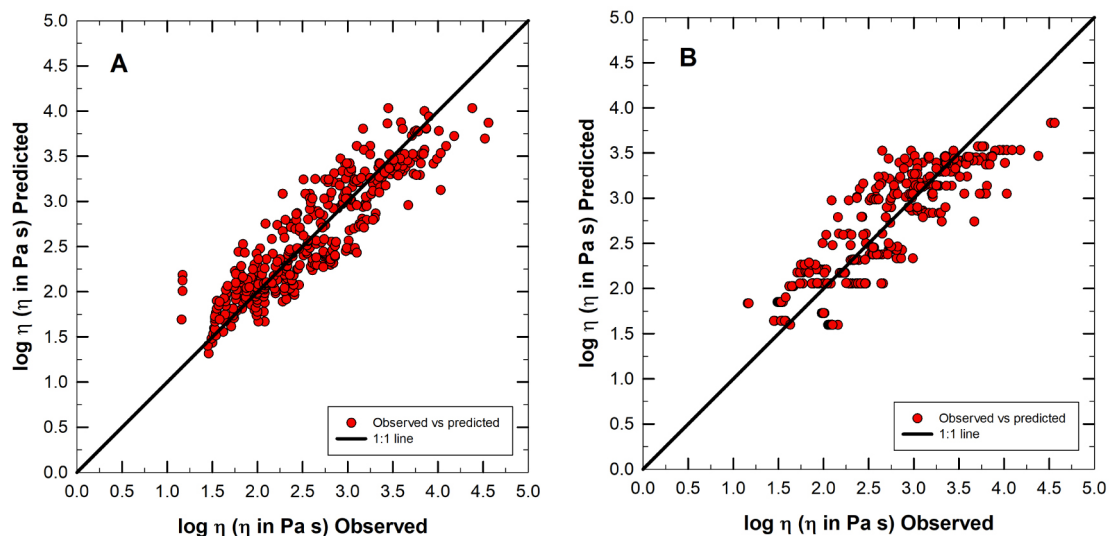 A
5.0
4.5
4.0
3.5
3.0
2.5
2.0
1.5
1.0
0.5
0.0
log η (η in Pa s) Predicted
Observed vs predicted
1:1 line
0.0 0.5 1.0 1.5 2.0 2.5 3.0 3.5 4.0 4.5 5.0
log η (η in Pa s) Observed
B
5.0
4.5
4.0
3.5
3.0
2.5
2.0
1.5
1.0
0.5
0.0
log η (η in Pa s) Predicted
Observed vs predicted
1:1 line
0.0 0.5 1.0 1.5 2.0 2.5 3.0 3.5 4.0 4.5 5.0
log η (η in Pa s) Observed